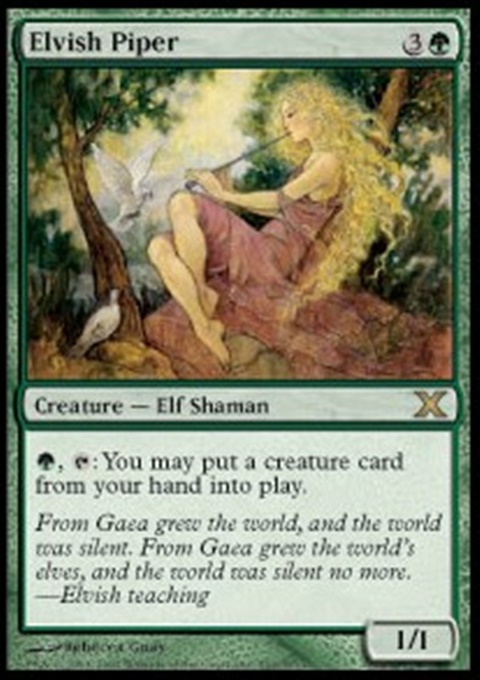 Elvish Piper 3
Creature — Elf Shaman
: You may put a creature card
from your hand into play.
From Gaea grew the world, and the world
was silent. From Gaea grew the world's
elves, and the world was silent no more.
—Elvish teaching
Rebecca Guay
1/1